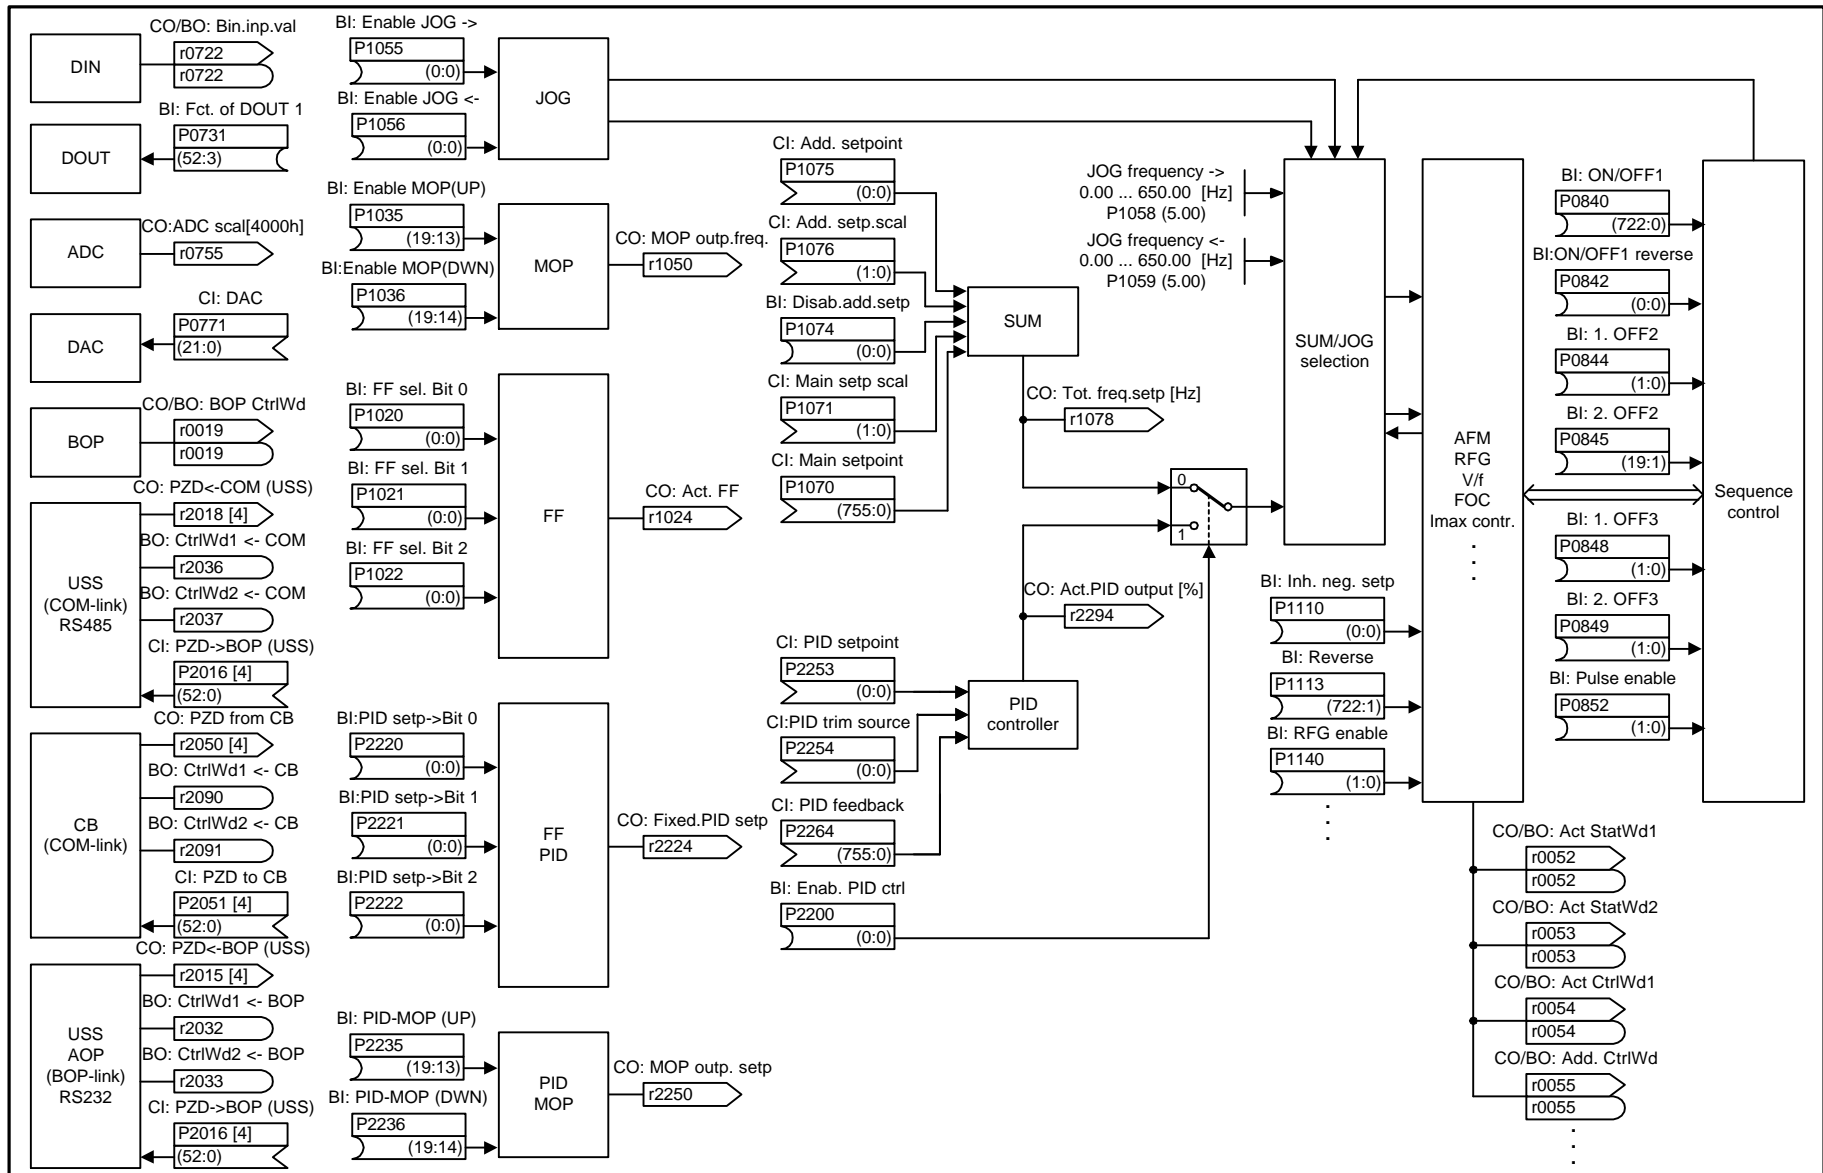 CO/BO: Bin.inp.val
DIN
r0722
r0722
BI: Fct. of DOUT 1
DOUT
P0731
(52:3)
CO:ADC scal[4000h]
ADC
r0755
CI: DAC
DAC
P0771
(21:0)
CO/BO: BOP CtrlWd
BOP
r0019
r0019
CO: PZD<-COM (USS)
r2018 [4]
BO: CtrlWd1 <- COM
r2036
USS
(COM-link)
RS485
BO: CtrlWd2 <- COM
r2037
CI: PZD->BOP (USS)
P2016 [4]
(52:0)
CO: PZD from CB
r2050 [4]
BO: CtrlWd1 <- CB
r2090
CB
(COM-link)
BO: CtrlWd2 <- CB
r2091
CI: PZD to CB
P2051 [4]
(52:0)
CO: PZD<-BOP (USS)
r2015 [4]
BO: CtrlWd1 <- BOP
r2032
USS
AOP
(BOP-link)
RS232
BO: CtrlWd2 <- BOP
r2033
CI: PZD->BOP (USS)
P2016 [4]
(52:0)
BI: Enable JOG ->
P1055
(0:0)
BI: Enable JOG <-
P1056
(0:0)
JOG
BI: Enable MOP(UP)
P1035
(19:13)
BI:Enable MOP(DWN)
P1036
(19:14)
MOP
CO: MOP outp.freq.
r1050
BI: FF sel. Bit 0
P1020
(0:0)
BI: FF sel. Bit 1
P1021
(0:0)
BI: FF sel. Bit 2
P1022
(0:0)
FF
CO: Act. FF
r1024
BI:PID setp->Bit 0
P2220
(0:0)
BI:PID setp->Bit 1
P2221
(0:0)
BI:PID setp->Bit 2
P2222
(0:0)
FF
PID
CO: Fixed.PID setp
r2224
BI: PID-MOP (UP)
P2235
(19:13)
BI: PID-MOP (DWN)
P2236
(19:14)
PID
MOP
CO: MOP outp. setp
r2250
CI: Add. setpoint
P1075
(0:0)
CI: Add. setp.scal
P1076
(1:0)
BI: Disab.add.setp
P1074
(0:0)
CI: Main setp scal
P1071
(1:0)
CI: Main setpoint
P1070
(755:0)
SUM
CO: Tot. freq.setp [Hz]
r1078
0
1
CO: Act.PID output [%]
r2294
CI: PID setpoint
P2253
(0:0)
CI:PID trim source
P2254
(0:0)
CI: PID feedback
P2264
(755:0)
BI: Enab. PID ctrl
P2200
(0:0)
PID
controller
JOG frequency ->
0.00 ... 650.00 [Hz]
P1058 (5.00)
JOG frequency <-
0.00 ... 650.00 [Hz]
P1059 (5.00)
SUM/JOG
selection
BI: Inh. neg. setp
P1110
(0:0)
BI: Reverse
P1113
(722:1)
BI: RFG enable
P1140
(1:0)
.
.
.
AFM
RFG
V/f
FOC
Imax contr.
.
.
.
BI: ON/OFF1
P0840
(722:0)
BI:ON/OFF1 reverse
P0842
(0:0)
BI: 1. OFF2
P0844
(1:0)
BI: 2. OFF2
P0845
(19:1)
BI: 1. OFF3
P0848
(1:0)
BI: 2. OFF3
P0849
(1:0)
BI: Pulse enable
P0852
(1:0)
Sequence
control
CO/BO: Act StatWd1
r0052
r0052
CO/BO: Act StatWd2
r0053
r0053
CO/BO: Act CtrlWd1
r0054
r0054
CO/BO: Add. CtrlWd
r0055
r0055
.
.
.